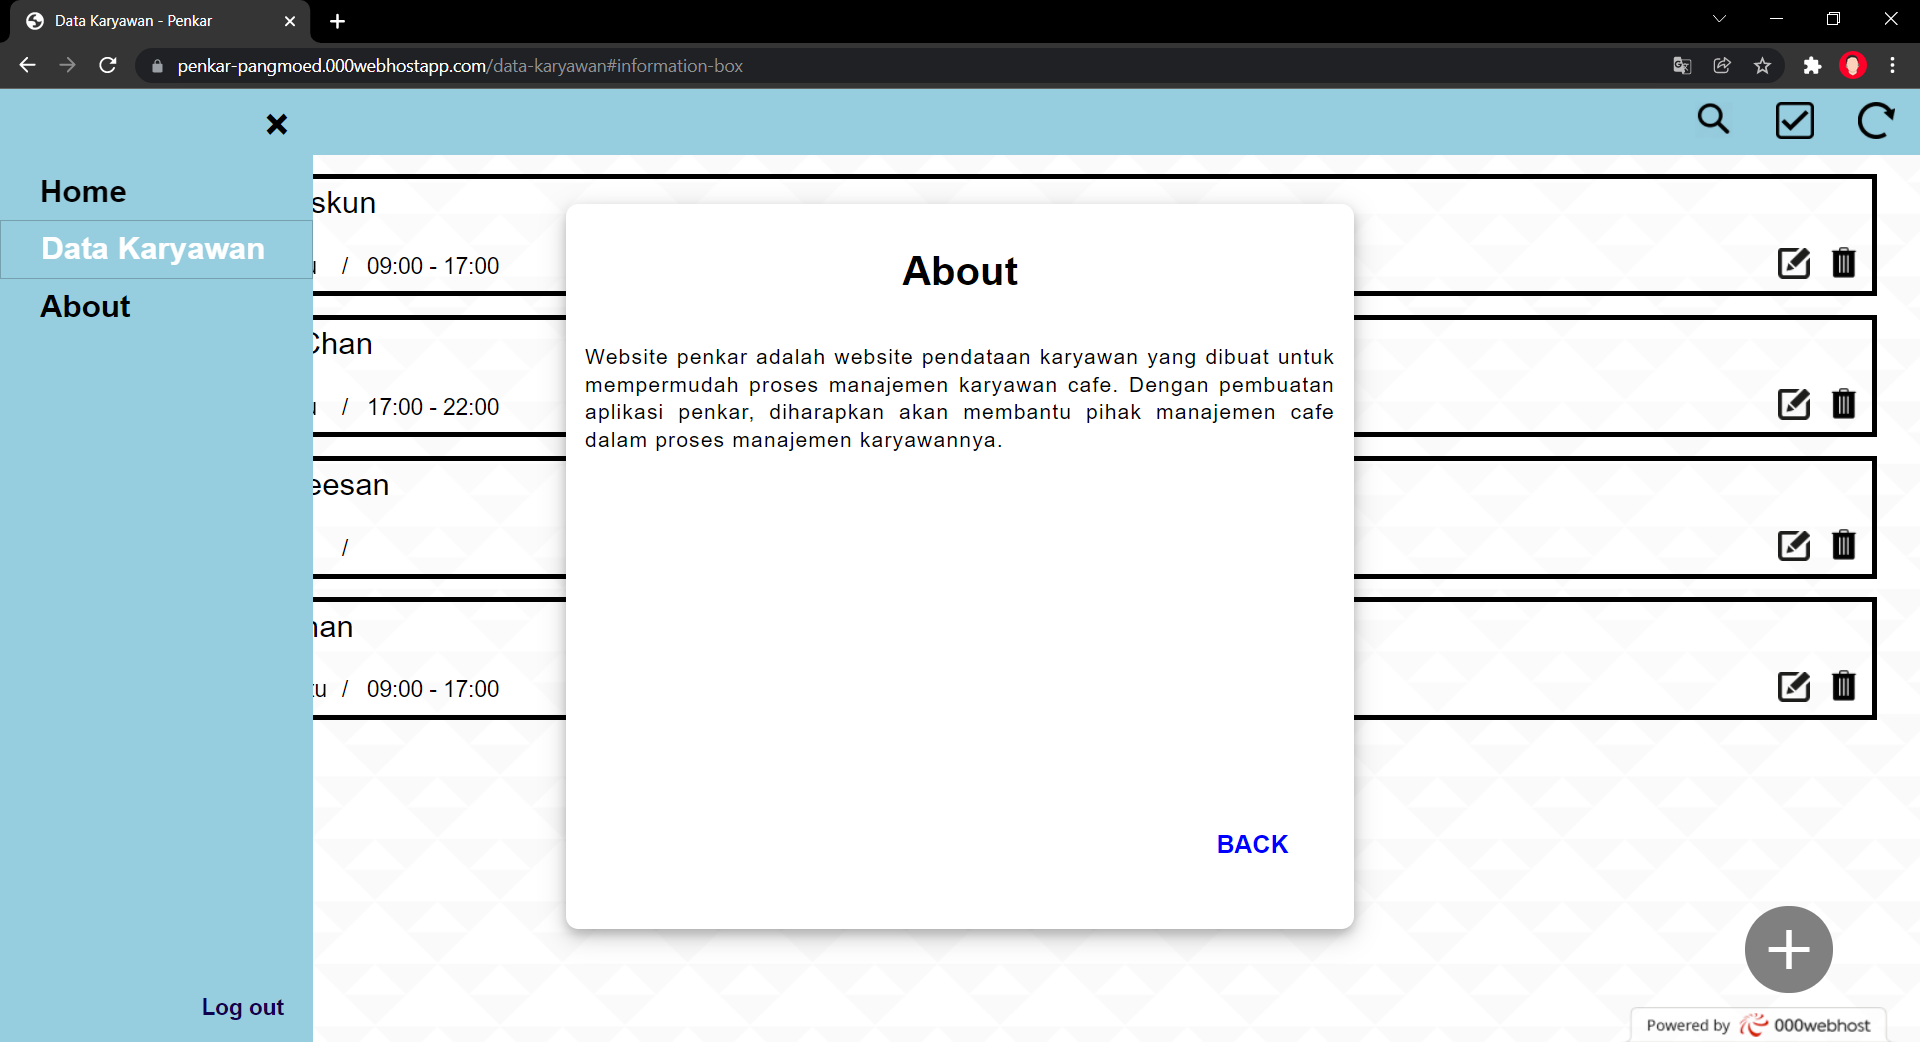 Data Karyawan - Penkar
penkar-pangmoed.000webhostapp.com/data-karyawan#information-box
Home
Data Karyawan
About
Log out
skun
/ 09:00 - 17:00
Chan
/ 17:00 - 22:00
eesan
/
han
tu / 09:00 - 17:00
About
Website penkar adalah website pendataan karyawan yang dibuat untuk
mempermudah proses manajemen karyawan cafe. Dengan pembuatan
aplikasi penkar, diharapkan akan membantu pihak manajemen cafe
dalam proses manajemen karyawannya.
BACK
Powered by 000webhost